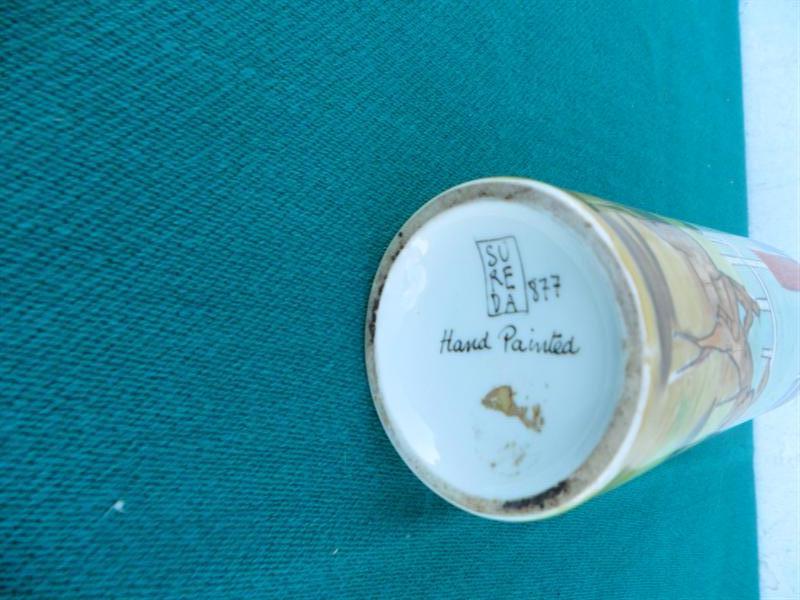 SU
RE
DA 877
Hand Painted